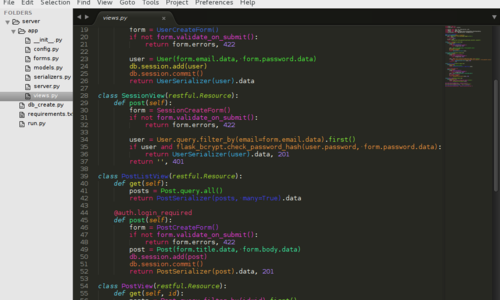 File Edit Selection Find View Goto Tools Project Preferences Help
FOLDERS
server
app
__init__.py
config.py
forms.py
models.py
serializers.py
server.py
views.py
db_create.py
requirements.tx
run.py
views.py
19 form = UserCreateForm()
20 if not form.validate_on_submit():
21 return form.errors, 422
22
23 user = User(form.email.data, form.password.data)
24 db.session.add(user)
25 db.session.commit()
26 return UserSerializer(user).data
27
28 class SessionView(restful.Resource):
29 def post(self):
30 form = SessionCreateForm()
31 if not form.validate_on_submit():
32 return form.errors, 422
33
34 user = User.query.filter_by(email=form.email.data).first()
35 if user and flask_bcrypt.check_password_hash(user.password, form.password.data):
36 return UserSerializer(user).data, 201
37 return '', 401
38
39 class PostListView(restful.Resource):
40 def get(self):
41 posts = Post.query.all()
42 return PostSerializer(posts, many=True).data
43
44 @auth.login_required
45 def post(self):
46 form = PostCreateForm()
47 if not form.validate_on_submit():
48 return form.errors, 422
49 post = Post(form.title.data, form.body.data)
50 db.session.add(post)
51 db.session.commit()
52 return PostSerializer(post).data, 201
53
54 class PostView(restful.Resource):
55 def get(self, id):